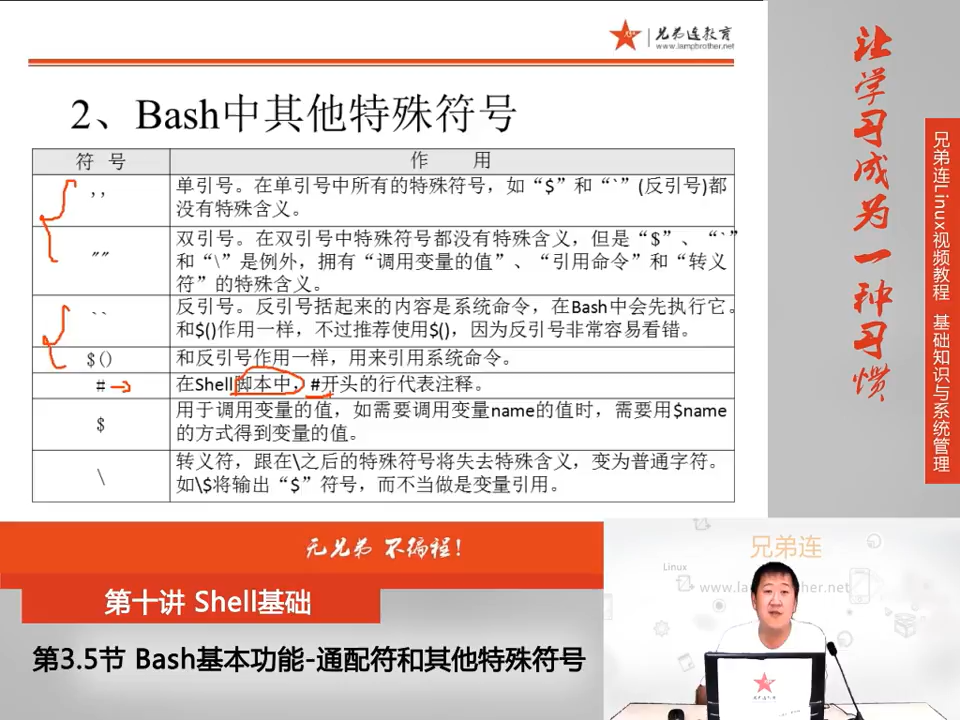 兄弟连教育
www.lampbrother.net
2、Bash中其他特殊符号
符 号
作 用
''
单引号。在单引号中所有的特殊符号，如“$”和“`”(反引号)都
没有特殊含义。
""
双引号。在双引号中特殊符号都没有特殊含义，但是“$”、“`”
和“\”是例外，拥有“调用变量的值”、“引用命令”和“转义
符”的特殊含义。
``
反引号。反引号括起来的内容是系统命令，在Bash中会先执行它。
和$()作用一样，不过推荐使用$()，因为反引号非常容易看错。
$()
和反引号作用一样，用来引用系统命令。
#
在Shell脚本中，#开头的行代表注释。
$
用于调用变量的值，如需要调用变量name的值时，需要用$name
的方式得到变量的值。
\
转义符，跟在\之后的特殊符号将失去特殊含义，变为普通字符。
如\$将输出“$”符号，而不当做是变量引用。
让学习成为一种习惯
兄弟连Linux视频教程 基础知识与系统管理
无兄弟 不编程！
第十讲 Shell基础
第3.5节 Bash基本功能-通配符和其他特殊符号
兄弟连
Linux